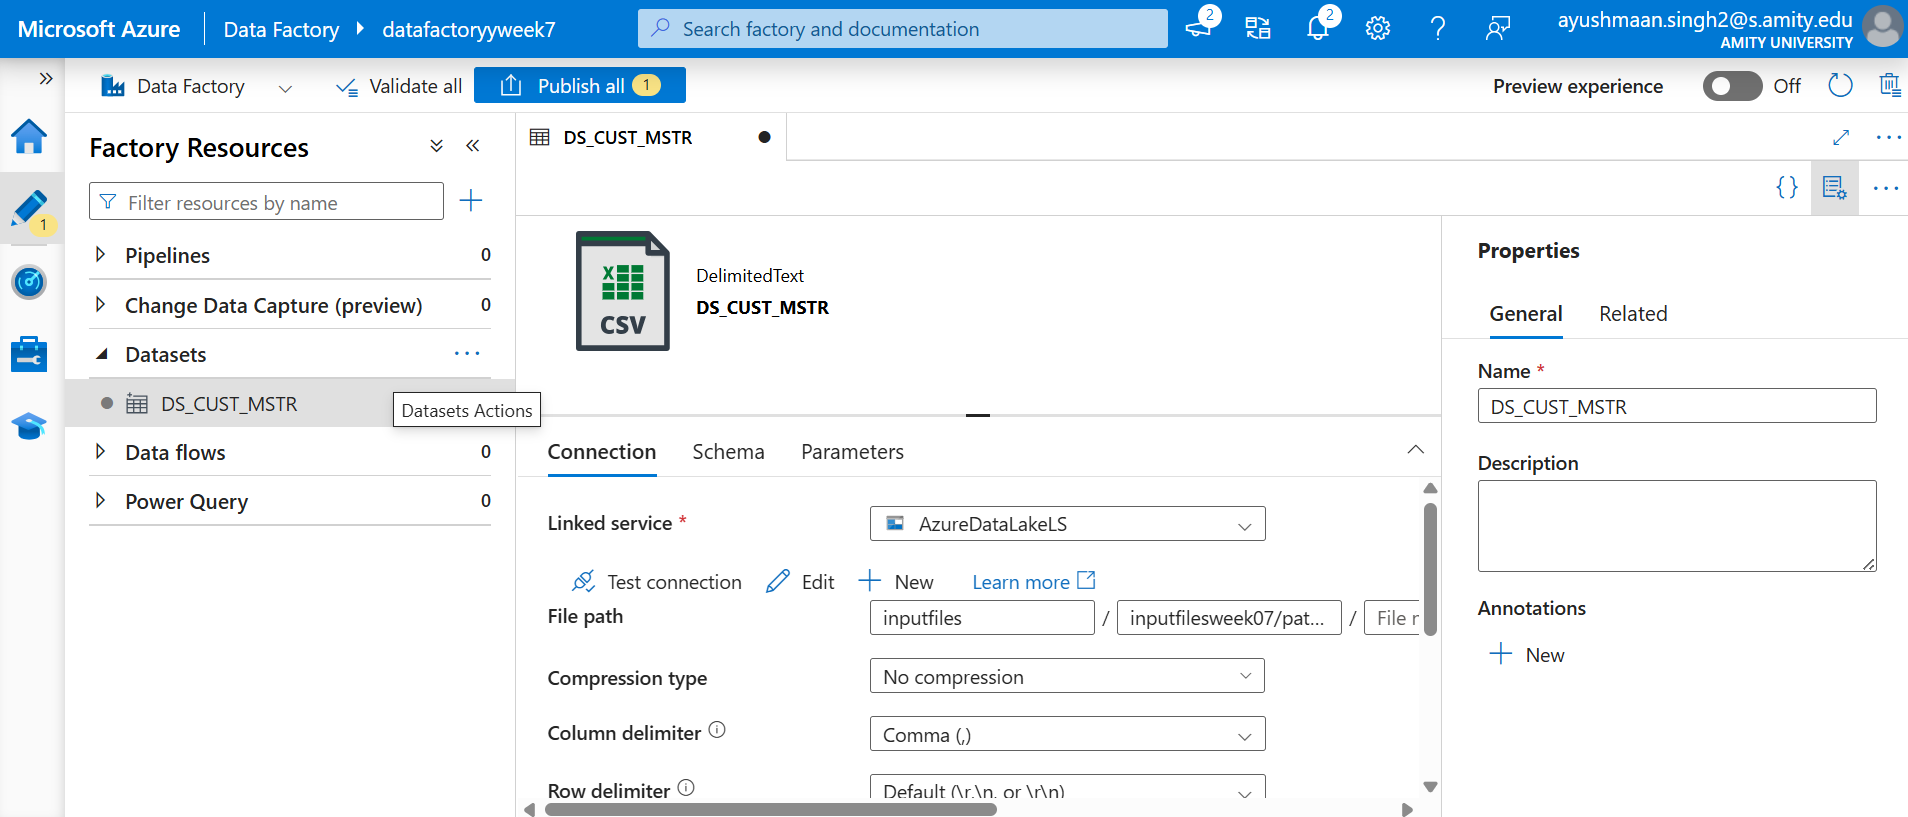 Microsoft Azure
Data Factory
datafactoryyweek7
Search factory and documentation
2
2
ayushmaan.singh2@s.amity.edu
AMITY UNIVERSITY
Data Factory
Validate all
Publish all
1
Preview experience
Off
Factory Resources
Filter resources by name
1
Pipelines 0
Change Data Capture (preview) 0
Datasets
DS_CUST_MSTR
Datasets Actions
Data flows 0
Power Query 0
DS_CUST_MSTR
X
CSV
DelimitedText
DS_CUST_MSTR
Connection
Schema
Parameters
Linked service *
AzureDataLakeLS
Test connection
Edit
New
Learn more
File path
inputfiles
/
inputfilesweek07/pat...
/
File
Compression type
No compression
Column delimiter
Comma (,)
Row delimiter
Default (\r,\n, or \r\n)
{}
Properties
General
Related
Name *
DS_CUST_MSTR
Description
Annotations
New